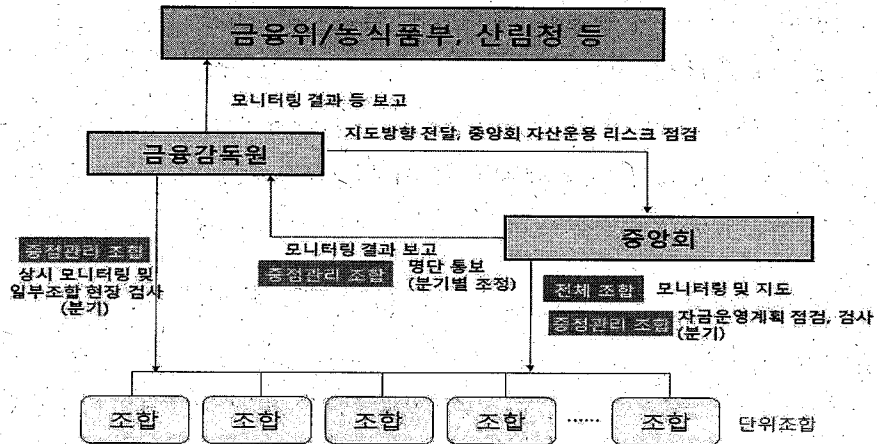 금융위/농식품부, 산림청 등
모니터링 결과 등 보고
지도방향 전달, 중앙회 자산운용 리스크 점검
금융감독원
중앙회
중점관리 조합
상시 모니터링 및
일부조합 현장 검사
(분기)
모니터링 결과 보고
중점관리 조합 명단 통보
(분기별 조정)
전체 조합 모니터링 및 지도
중점관리 조합 자금운영계획 점검, 검사
(분기)
조합 조합 조합 조합 ...... 조합 단위조합